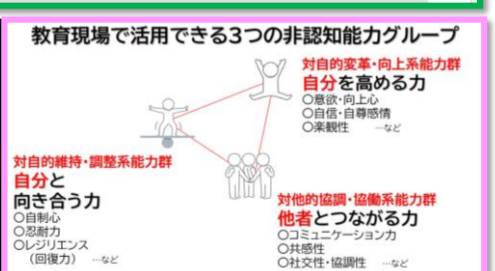 教育現場で活用できる3つの非認知能力グループ
対自的変革・向上系能力群
自分を高める力
○意欲・向上心
○自信・自尊感情
○楽観性 …など
対自的維持・調整系能力群
自分と
向き合う力
○自制心
○忍耐力
○レジリエンス
（回復力） …など
対他的協調・協働系能力群
他者とつながる力
○コミュニケーション力
○共感性
○社交性・協調性 …など